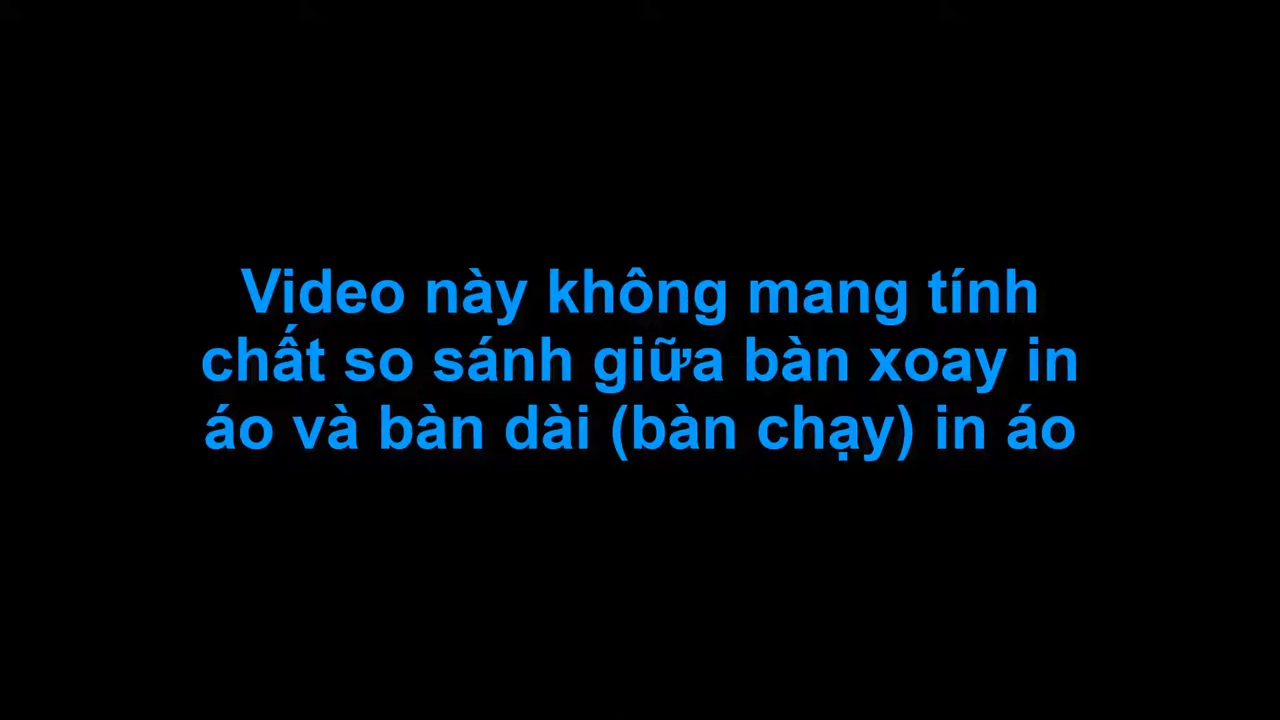 Video này không mang tính
chất so sánh giữa bàn xoay in
áo và bàn dài (bàn chạy) in áo